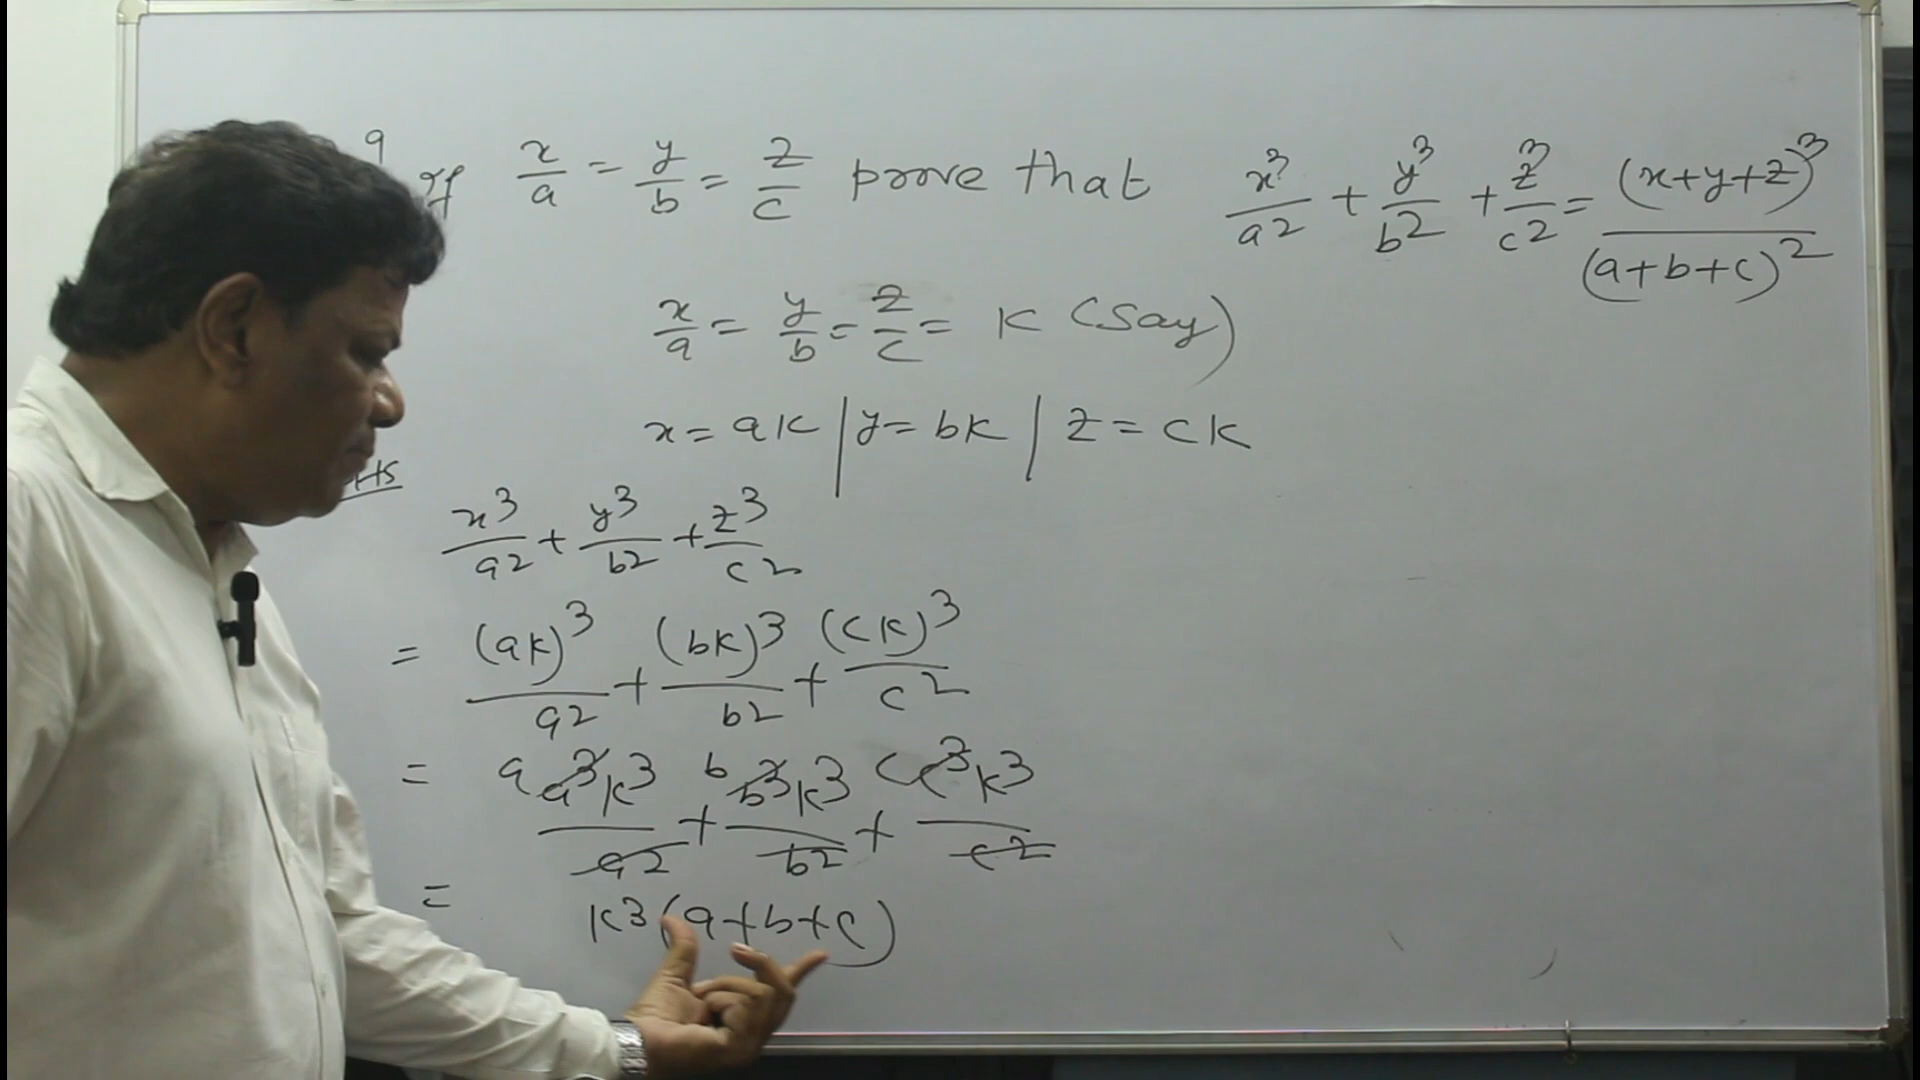 9
If x/a = y/b = z/c prove that x³/a² + y³/b² + z³/c² = (x+y+z)³/(a+b+c)²
x/a = y/b = z/c = K (Say)
x = aK | y = bK | z = cK
HS
x³/a² + y³/b² + z³/c²
= (aK)³/a² + (bK)³/b² + (cK)³/c²
= a a³K³/a² + b b³K³/b² + c c³K³/c²
= K³(a+b+c)